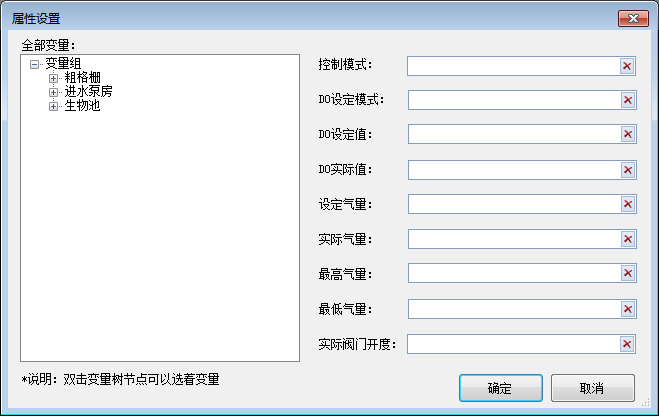 属性设置
全部变量：
变量组
粗格栅
进水泵房
生物池
控制模式：
DO设定模式：
DO设定值：
DO实际值：
设定气量：
实际气量：
最高气量：
最低气量：
实际阀门开度：
*说明：双击变量树节点可以选着变量
确定
取消